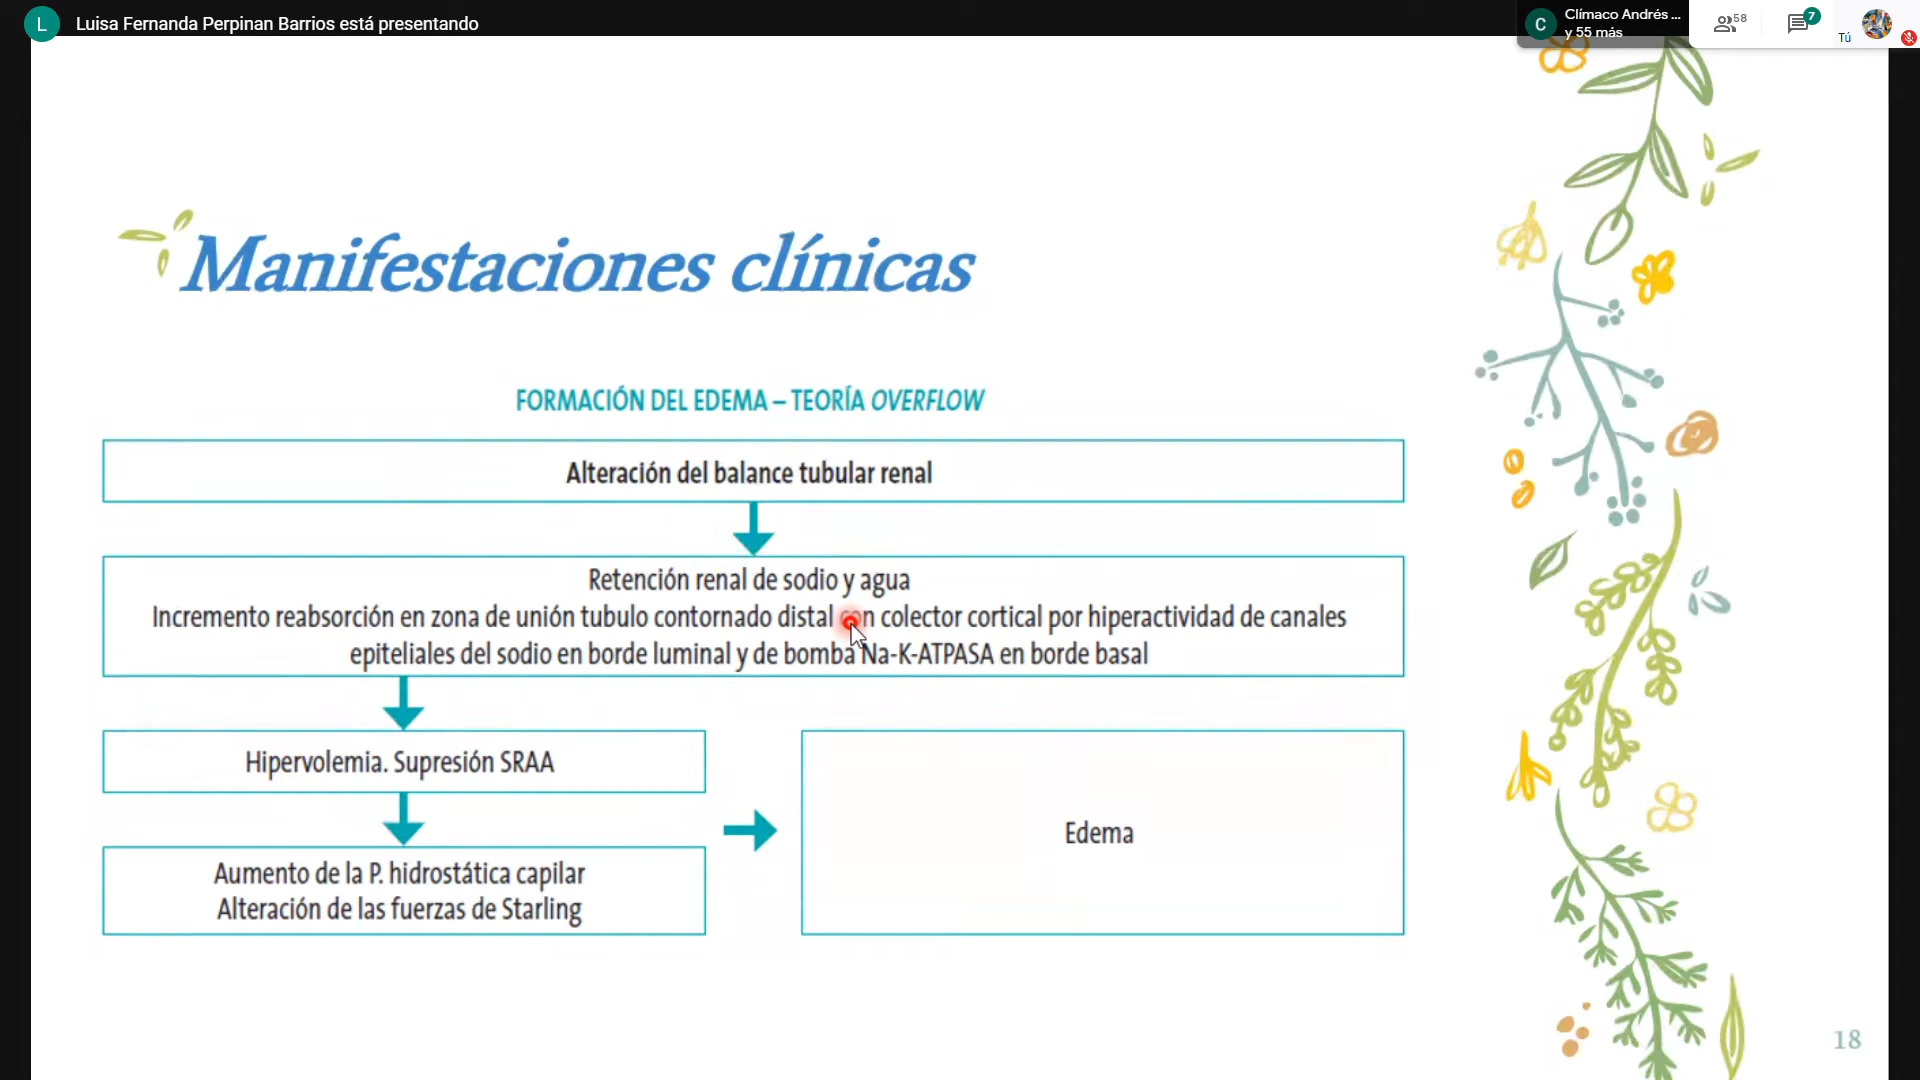 L Luisa Fernanda Perpinan Barrios está presentando
C Clímaco Andrés ...
y 55 más
58
7
Tú
Manifestaciones clínicas
FORMACIÓN DEL EDEMA – TEORÍA OVERFLOW
Alteración del balance tubular renal
Retención renal de sodio y agua
Incremento reabsorción en zona de unión tubulo contornado distal con colector cortical por hiperactividad de canales
epiteliales del sodio en borde luminal y de bomba Na-K-ATPASA en borde basal
Hipervolemia. Supresión SRAA
Aumento de la P. hidrostática capilar
Alteración de las fuerzas de Starling
Edema
18